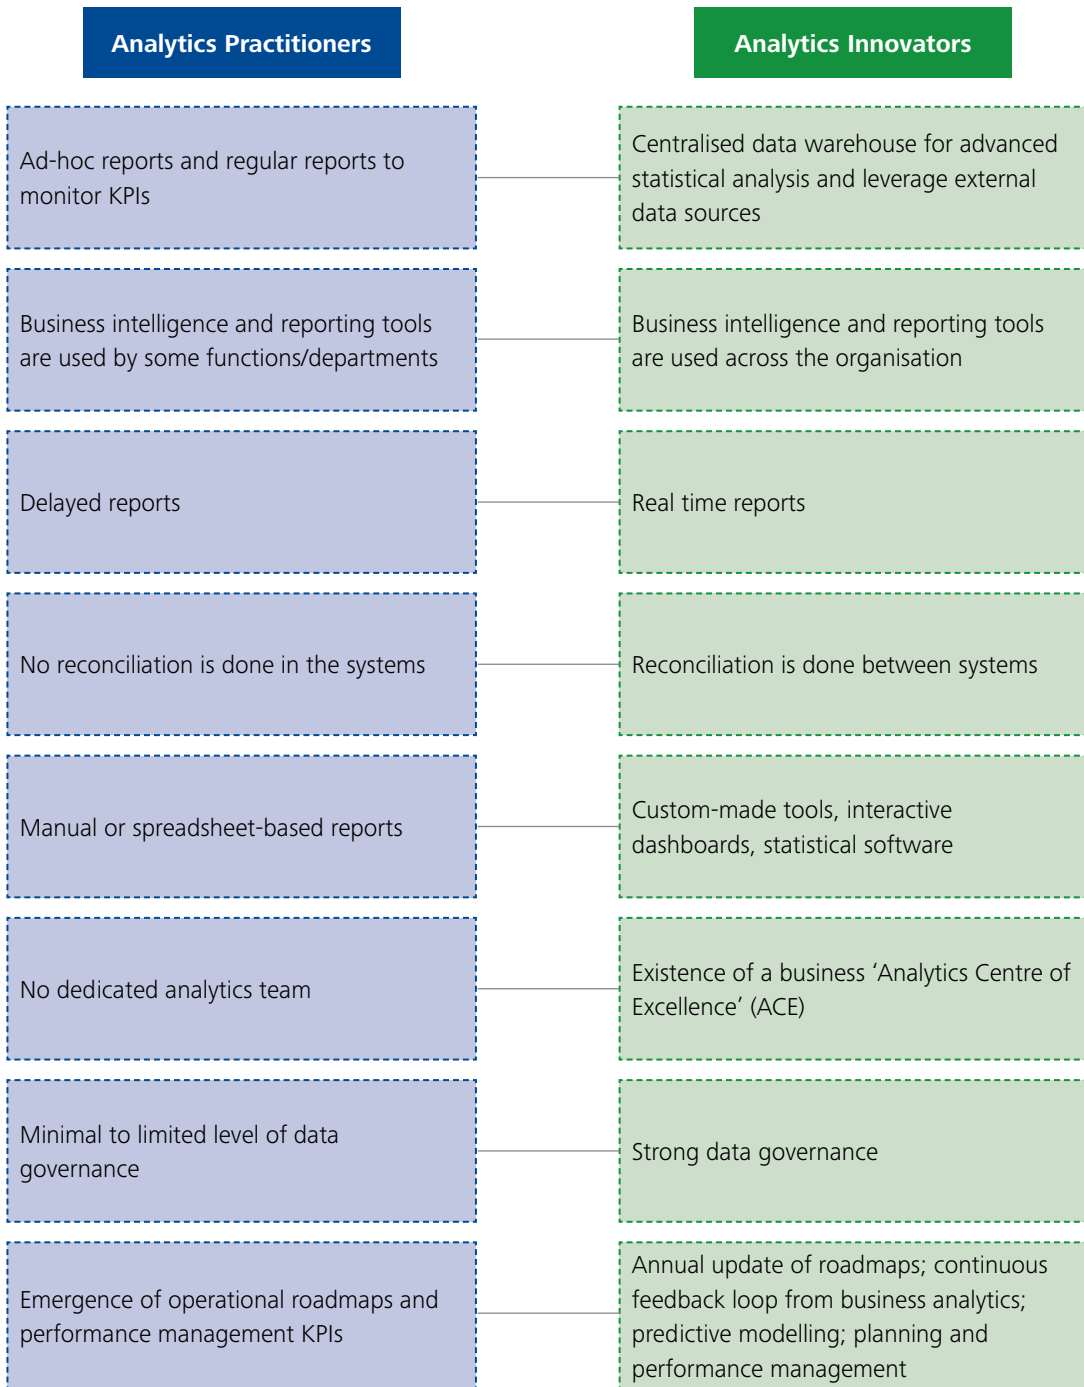 Analytics Practitioners
Analytics Innovators
Ad-hoc reports and regular reports to
monitor KPIs
Centralised data warehouse for advanced
statistical analysis and leverage external
data sources
Business intelligence and reporting tools
are used by some functions/departments
Business intelligence and reporting tools
are used across the organisation
Delayed reports
Real time reports
No reconciliation is done in the systems
Reconciliation is done between systems
Manual or spreadsheet-based reports
Custom-made tools, interactive
dashboards, statistical software
No dedicated analytics team
Existence of a business ‘Analytics Centre of
Excellence’ (ACE)
Minimal to limited level of data
governance
Strong data governance
Emergence of operational roadmaps and
performance management KPIs
Annual update of roadmaps; continuous
feedback loop from business analytics;
predictive modelling; planning and
performance management